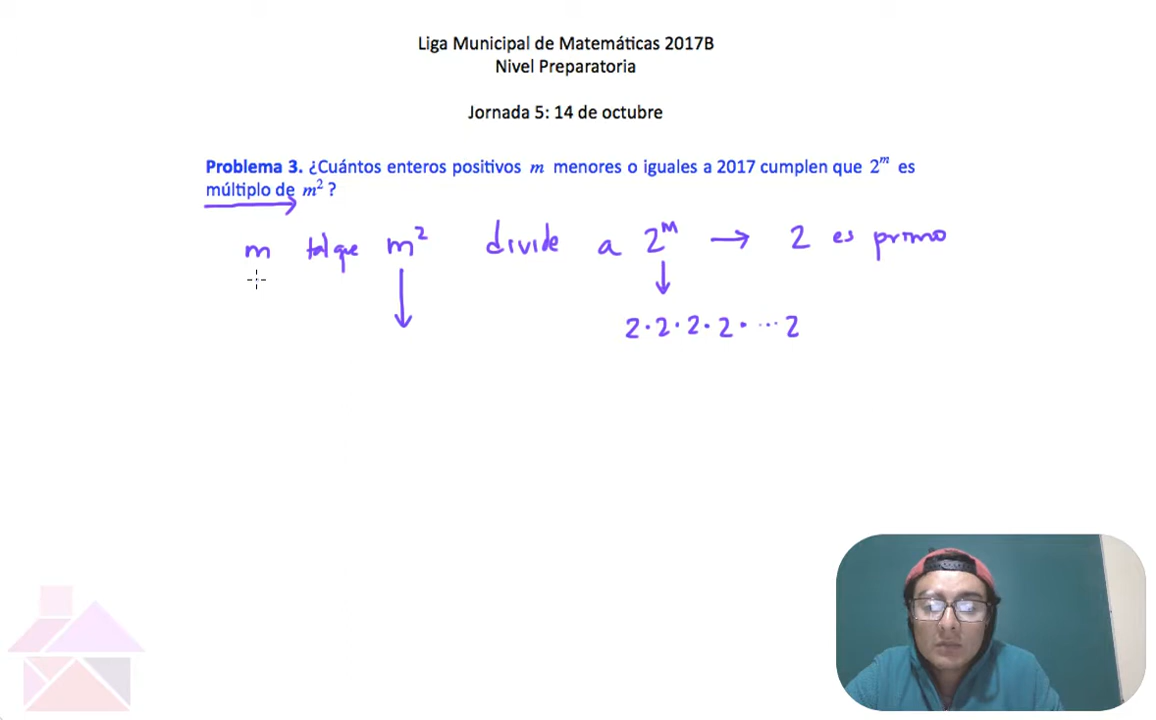 Liga Municipal de Matemáticas 2017B
Nivel Preparatoria
Jornada 5: 14 de octubre
Problema 3. ¿Cuántos enteros positivos m menores o iguales a 2017 cumplen que 2^m es
múltiplo de m² ?
m tal que m² divide a 2^m → 2 es primo
2·2·2·2·...2